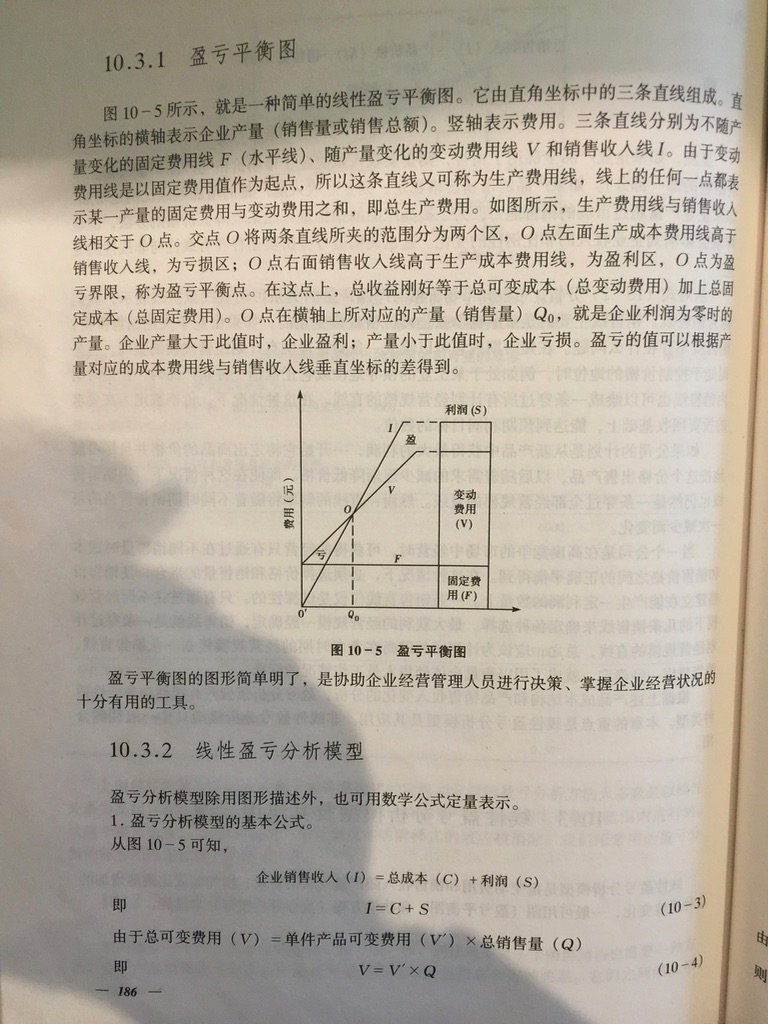 10.3.1 盈亏平衡图
图 10-5 所示，就是一种简单的线性盈亏平衡图。它由直角坐标中的三条直线组成。直
角坐标的横轴表示企业产量（销售量或销售总额）。竖轴表示费用。三条直线分别为不随产
量变化的固定费用线 F（水平线）、随产量变化的变动费用线 V 和销售收入线 I。由于变动
费用线是以固定费用值作为起点，所以这条直线又可称为生产费用线，线上的任何一点都表
示某一产量的固定费用与变动费用之和，即总生产费用。如图所示，生产费用线与销售收入
线相交于 O 点。交点 O 将两条直线所夹的范围分为两个区，O 点左面生产成本费用线高于
销售收入线，为亏损区；O 点右面销售收入线高于生产成本费用线，为盈利区，O 点为盈
亏界限，称为盈亏平衡点。在这点上，总收益刚好等于总可变成本（总变动费用）加上总固
定成本（总固定费用）。O 点在横轴上所对应的产量（销售量）Q₀，就是企业利润为零时的
产量。企业产量大于此值时，企业盈利；产量小于此值时，企业亏损。盈亏的值可以根据产
量对应的成本费用线与销售收入线垂直坐标的差得到。
利润 (S)
I
盈
V
变动
费用
(V)
费用（元）
O
亏
F
固定费
用 (F)
0'
Q₀
图 10-5 盈亏平衡图
盈亏平衡图的图形简单明了，是协助企业经营管理人员进行决策、掌握企业经营状况的
十分有用的工具。
10.3.2 线性盈亏分析模型
盈亏分析模型除用图形描述外，也可用数学公式定量表示。
1. 盈亏分析模型的基本公式。
从图 10-5 可知，
企业销售收入（I）=总成本（C）+利润（S）
即 I=C+S (10-3)
由于总可变费用（V）=单件产品可变费用（V′）×总销售量（Q）
即 V=V′×Q (10-4)
— 186 —
由
则